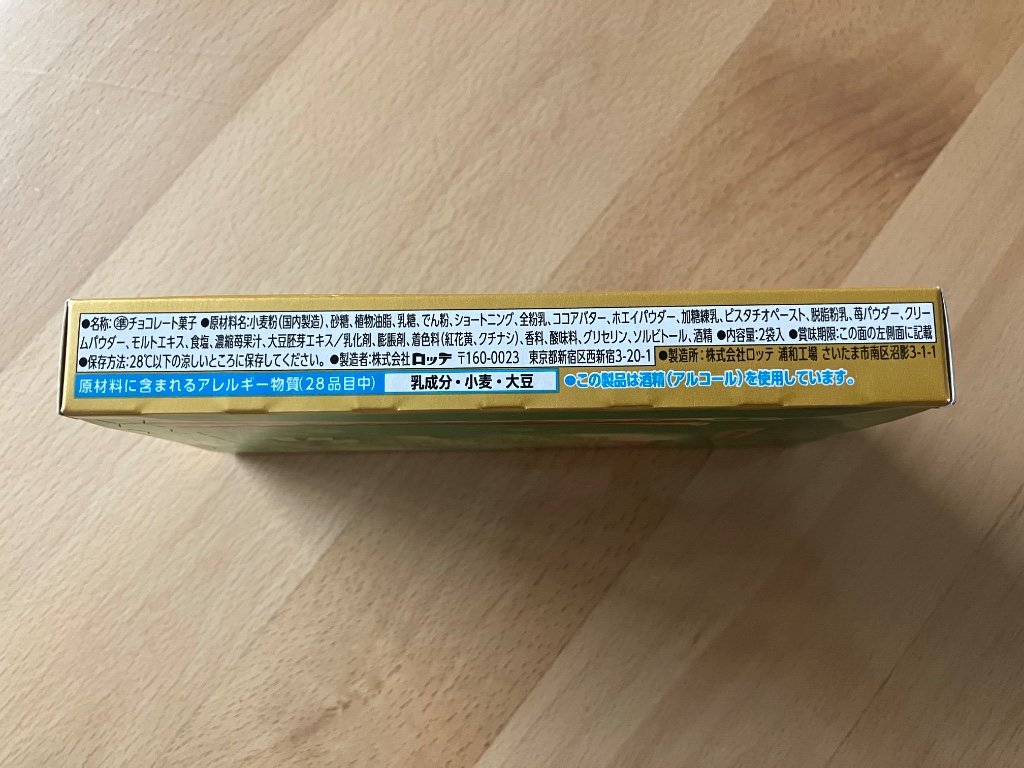 ●名称:準チョコレート菓子 ●原材料名:小麦粉(国内製造)、砂糖、植物油脂、乳糖、でん粉、ショートニング、全粉乳、ココアバター、ホエイパウダー、加糖練乳、ピスタチオペースト、脱脂粉乳、苺パウダー、クリー
ムパウダー、モルトエキス、食塩、濃縮苺果汁、大豆胚芽エキス/乳化剤、膨脹剤、着色料(紅花黄、クチナシ)、香料、酸味料、グリセリン、ソルビトール、酒精 ●内容量:2袋入 ●賞味期限:この面の左側面に記載
●保存方法:28℃以下の涼しいところに保存してください。●製造者:株式会社ロッテ 〒160-0023 東京都新宿区西新宿3-20-1 ●製造所:株式会社ロッテ 浦和工場 さいたま市南区沼影3-1-1
原材料に含まれるアレルギー物質(28品目中) 乳成分・小麦・大豆 ●この製品は酒精(アルコール)を使用しています。